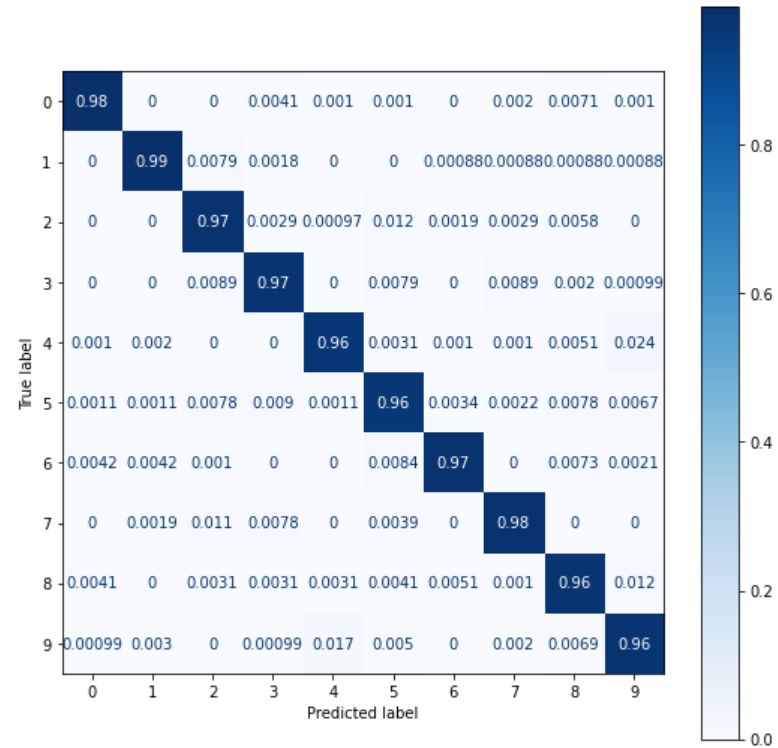 0 0.98 0 0 0.0041 0.001 0.001 0 0.002 0.0071 0.001
1 0 0.99 0.0079 0.0018 0 0 0.00088 0.00088 0.00088 0.00088
2 0 0 0.97 0.0029 0.00097 0.012 0.0019 0.0029 0.0058 0
3 0 0 0.0089 0.97 0 0.0079 0 0.0089 0.002 0.00099
4 0.001 0.002 0 0 0.96 0.0031 0.001 0.001 0.0051 0.024
5 0.0011 0.0011 0.0078 0.009 0.0011 0.96 0.0034 0.0022 0.0078 0.0067
6 0.0042 0.0042 0.001 0 0 0.0084 0.97 0 0.0073 0.0021
7 0 0.0019 0.011 0.0078 0 0.0039 0 0.98 0 0
8 0.0041 0 0.0031 0.0031 0.0031 0.0041 0.0051 0.001 0.96 0.012
9 0.00099 0.003 0 0.00099 0.017 0.005 0 0.002 0.0069 0.96
0 1 2 3 4 5 6 7 8 9
Predicted label
True label
0.8
0.6
0.4
0.2
0.0